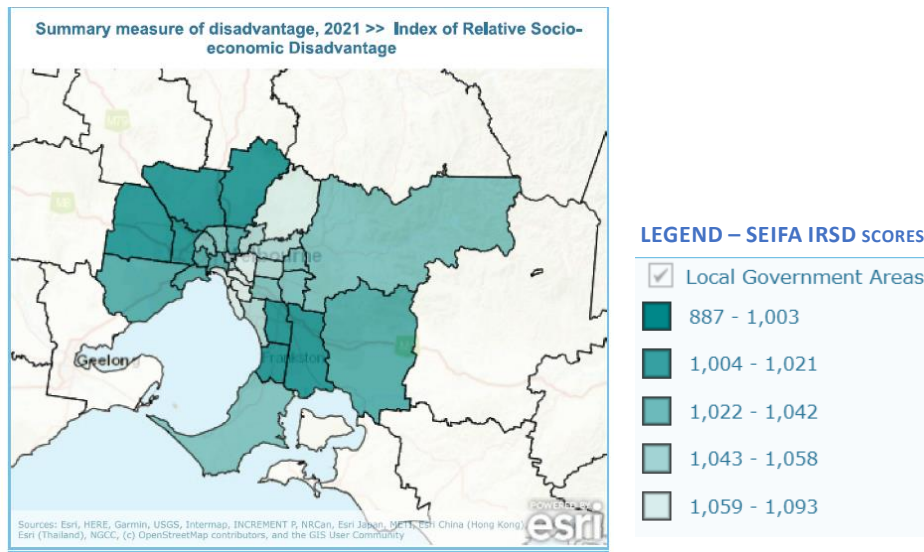 Summary measure of disadvantage, 2021 >> Index of Relative Socio-
economic Disadvantage
M79
M8
Melbourne
Geelon
Frankston
Sources: Esri, HERE, Garmin, USGS, Intermap, INCREMENT P, NRCan, Esri Japan, METI, Esri China (Hong Kong),
Esri (Thailand), NGCC, (c) OpenStreetMap contributors, and the GIS User Community
POWERED BY
esri
LEGEND – SEIFA IRSD SCORES
Local Government Areas
887 - 1,003
1,004 - 1,021
1,022 - 1,042
1,043 - 1,058
1,059 - 1,093